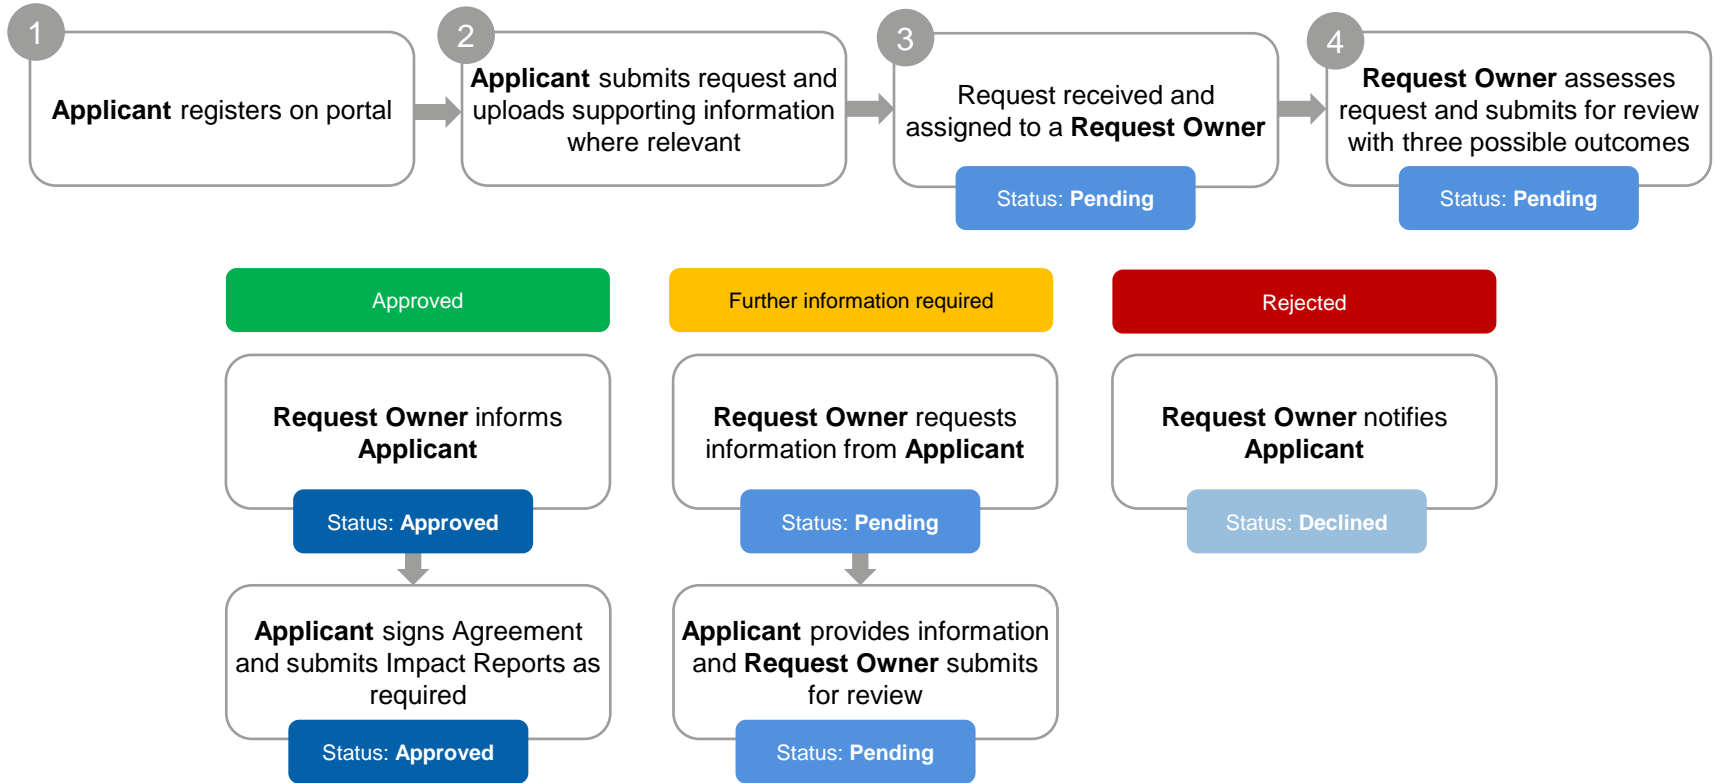 1
Applicant registers on portal
2
Applicant submits request and
uploads supporting information
where relevant
3
Request received and
assigned to a Request Owner
Status: Pending
4
Request Owner assesses
request and submits for review
with three possible outcomes
Status: Pending
Approved
Request Owner informs
Applicant
Status: Approved
Applicant signs Agreement
and submits Impact Reports as
required
Status: Approved
Further information required
Request Owner requests
information from Applicant
Status: Pending
Applicant provides information
and Request Owner submits
for review
Status: Pending
Rejected
Request Owner notifies
Applicant
Status: Declined